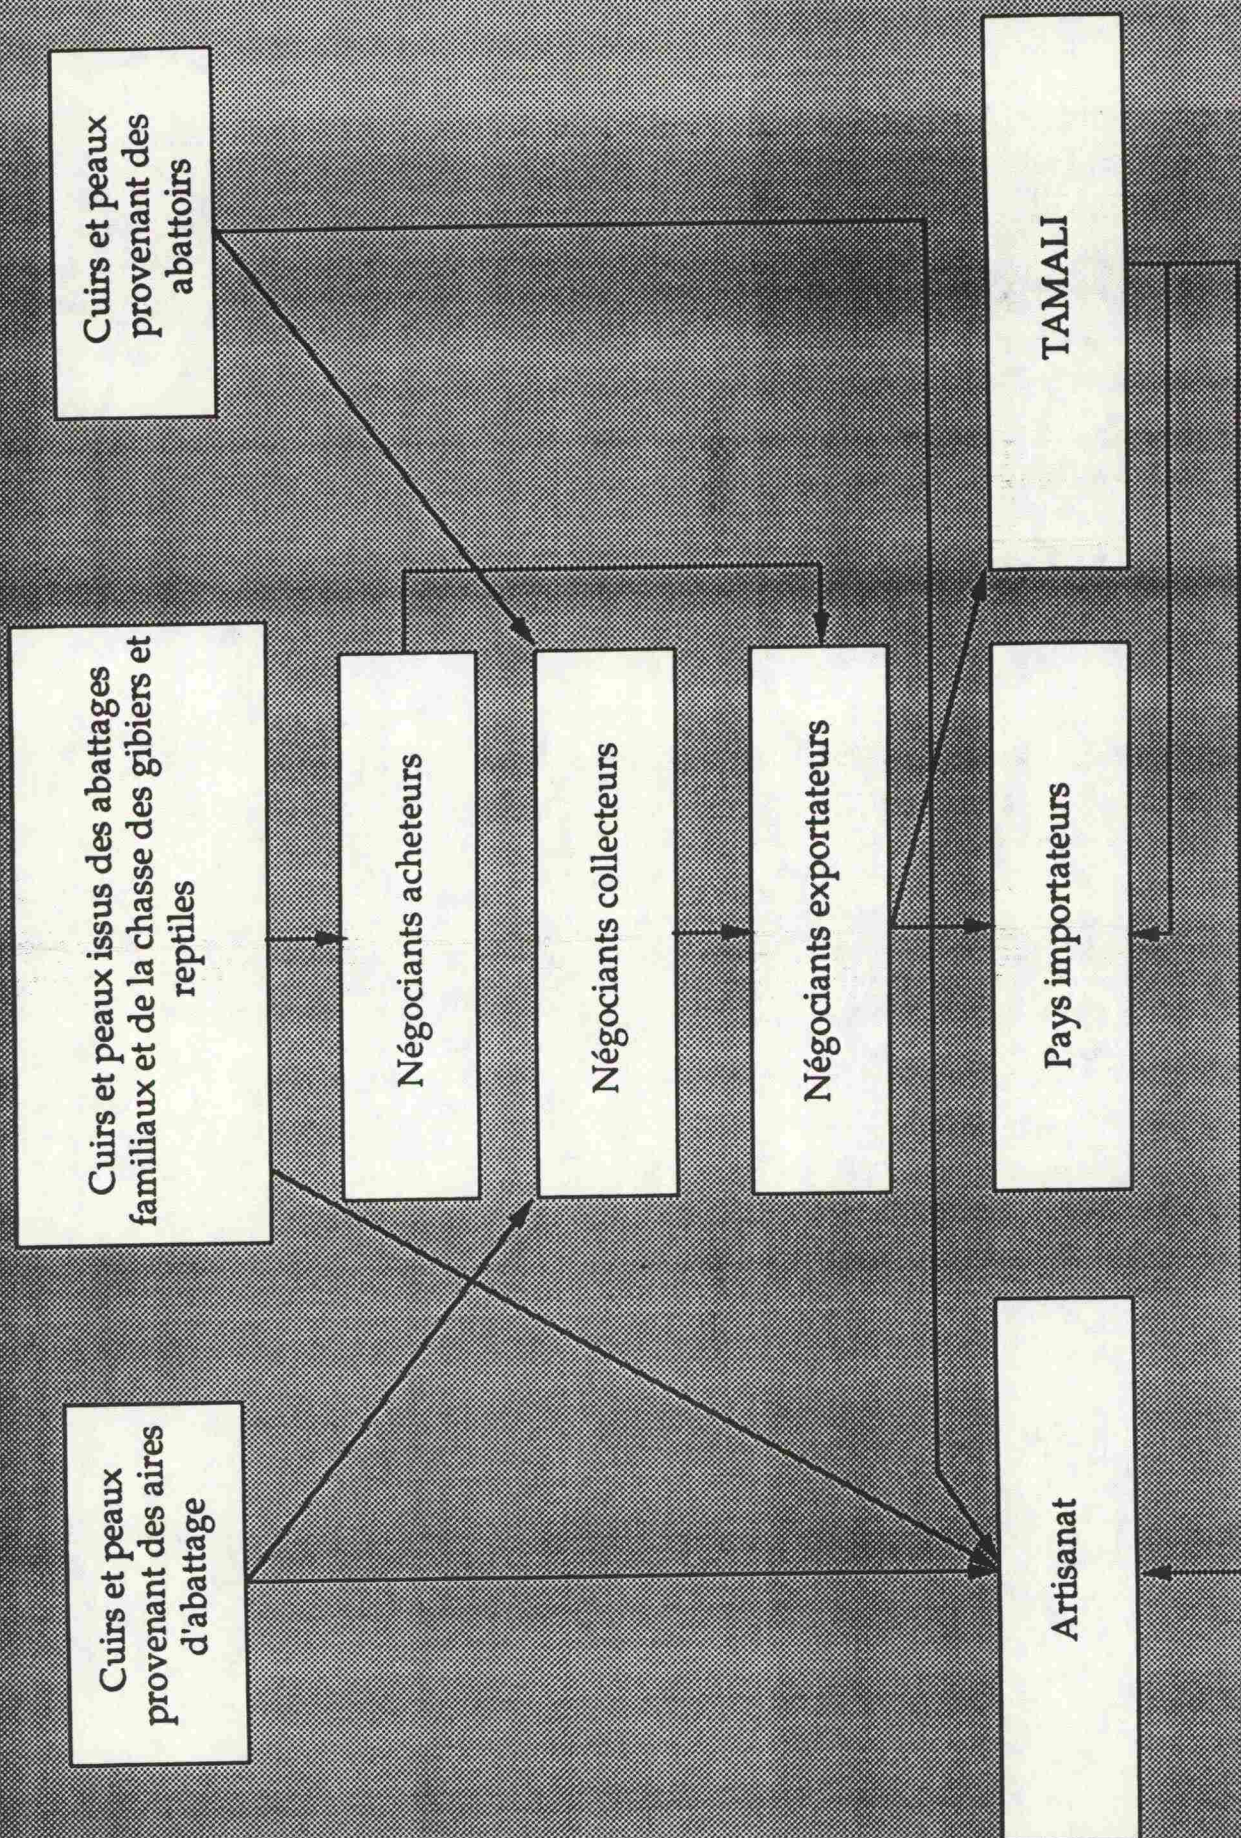 Cuirs et peaux
provenant des aires
d'abattage
Cuirs et peaux issus des abattages
familiaux et de la chasse des gibiers et
reptiles
Cuirs et peaux
provenant des
abattoirs
Négociants acheteurs
Négociants collecteurs
Négociants exportateurs
Artisanat
Pays importateurs
TAMALI